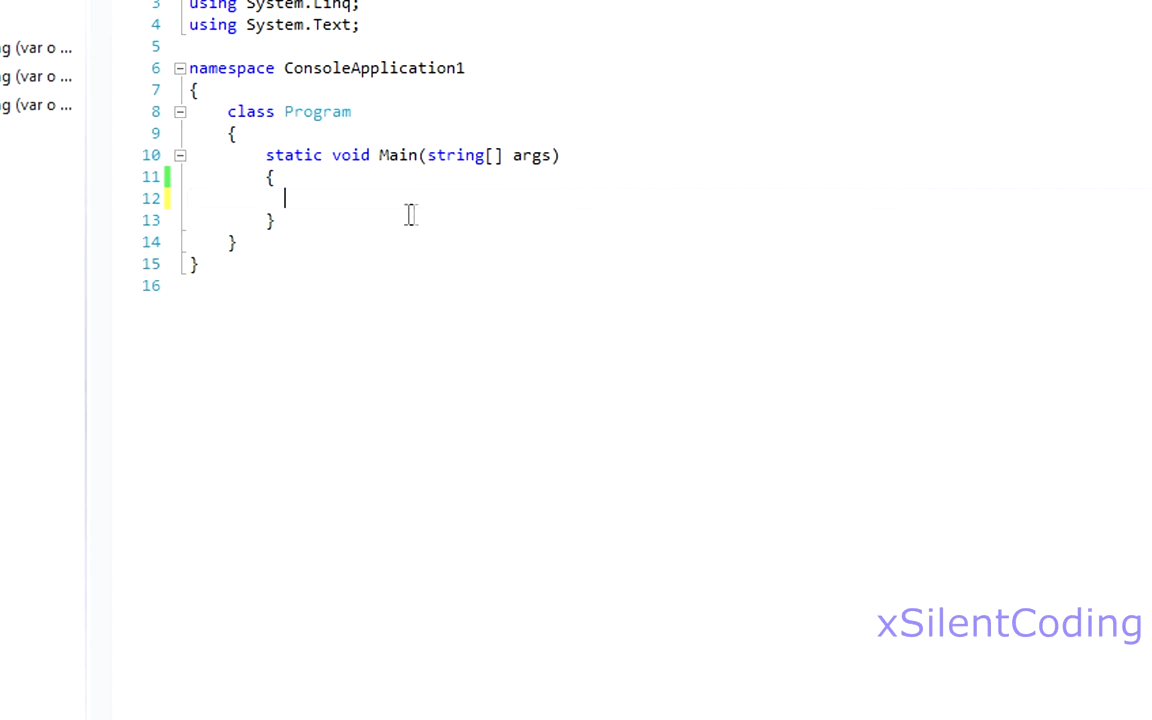 3 using System.Linq;
4 using System.Text;
5
6 namespace ConsoleApplication1
7 {
8 class Program
9 {
10 static void Main(string[] args)
11 {
12
13 }
14 }
15 }
16
g (var o ...
g (var o ...
g (var o ...
xSilentCoding